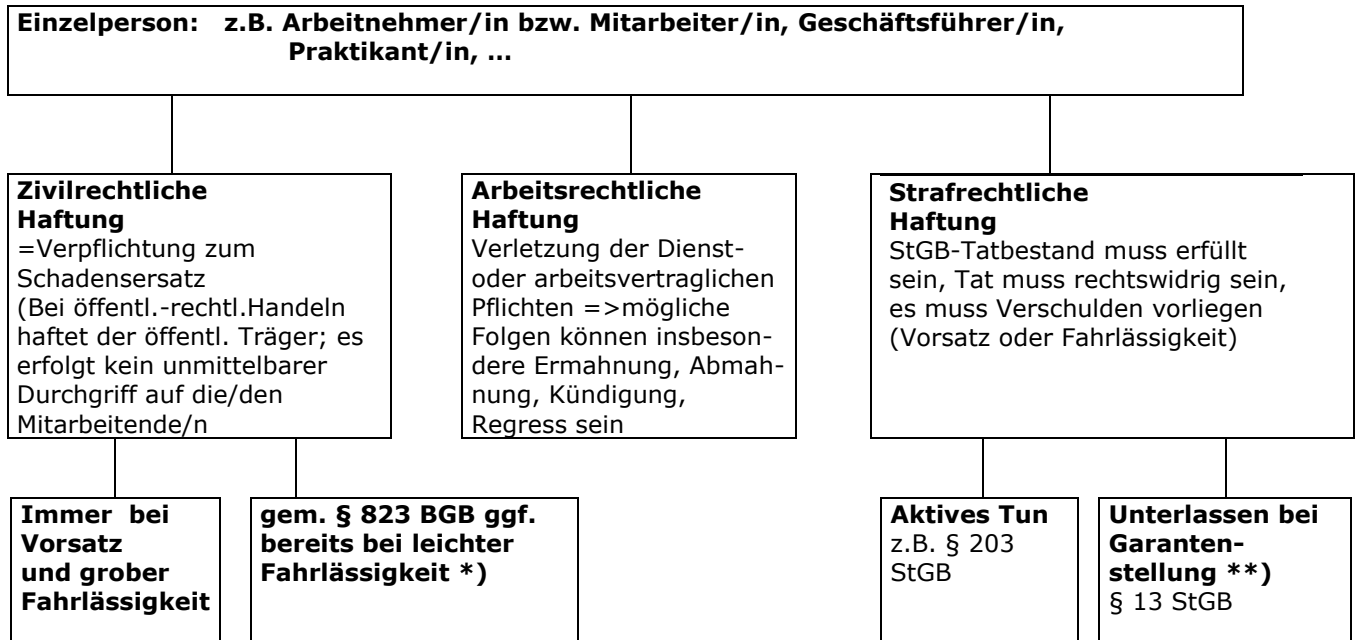 Einzelperson: z.B. Arbeitnehmer/in bzw. Mitarbeiter/in, Geschäftsführer/in,
Praktikant/in, ...
Zivilrechtliche
Haftung
=Verpflichtung zum
Schadensersatz
(Bei öffentl.-rechtl.Handeln
haftet der öffentl. Träger; es
erfolgt kein unmittelbarer
Durchgriff auf die/den
Mitarbeitende/n
Arbeitsrechtliche
Haftung
Verletzung der Dienst-
oder arbeitsvertraglichen
Pflichten =>mögliche
Folgen können insbeson-
dere Ermahnung, Abmah-
nung, Kündigung,
Regress sein
Strafrechtliche
Haftung
StGB-Tatbestand muss erfüllt
sein, Tat muss rechtswidrig sein,
es muss Verschulden vorliegen
(Vorsatz oder Fahrlässigkeit)
Immer bei
Vorsatz
und grober
Fahrlässigkeit
gem. § 823 BGB ggf.
bereits bei leichter
Fahrlässigkeit *)
Aktives Tun
z.B. § 203
StGB
Unterlassen bei
Garanten-
stellung **)
§ 13 StGB